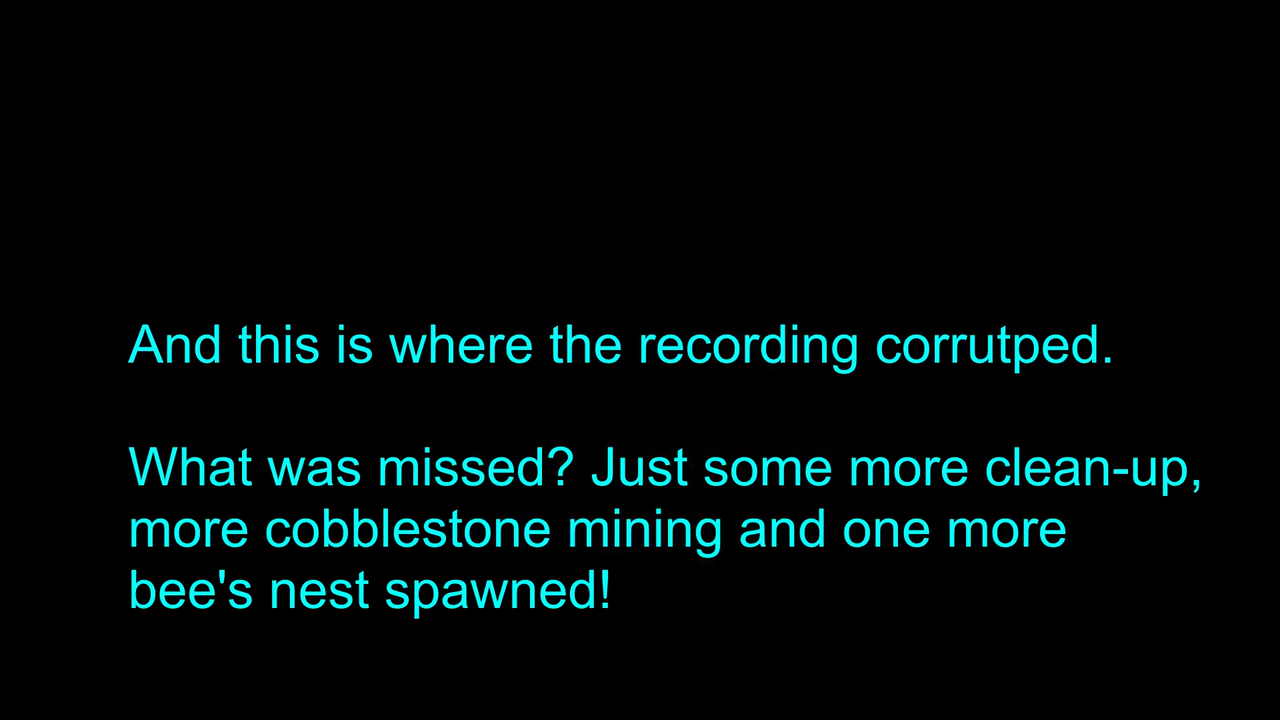 And this is where the recording corrutped.
What was missed? Just some more clean-up,
more cobblestone mining and one more
bee's nest spawned!